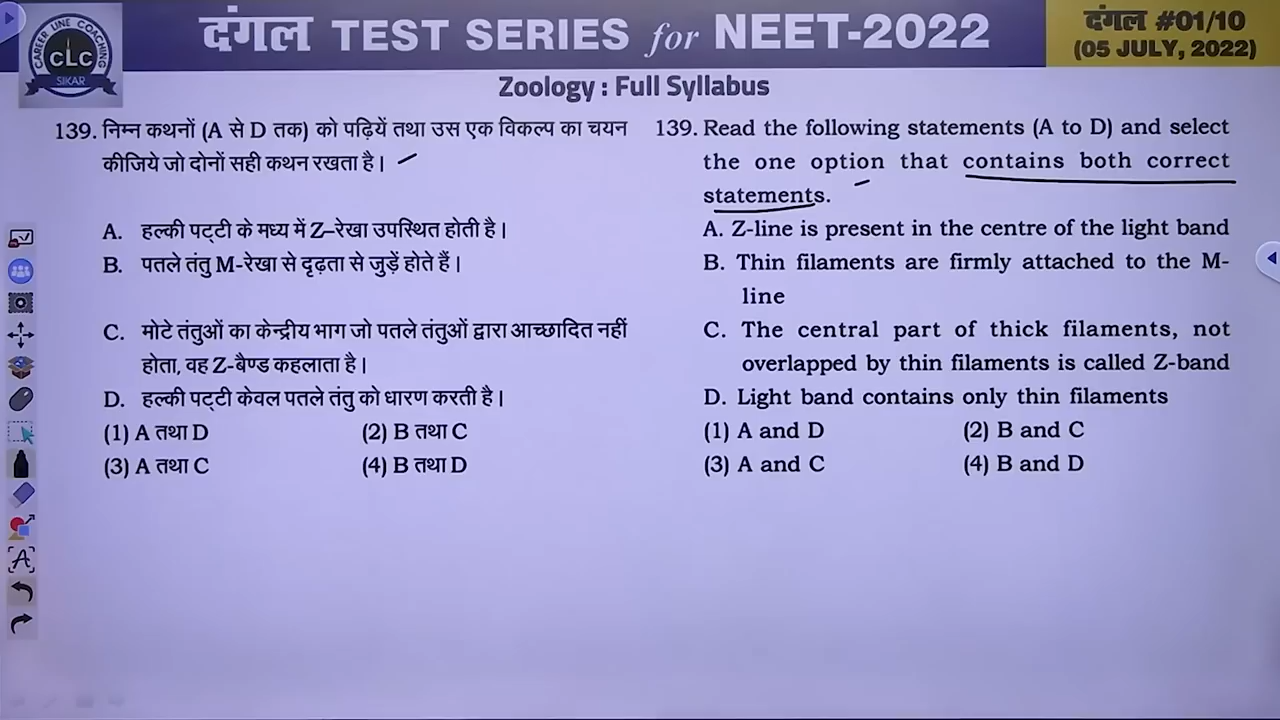 CAREER LINE COACHING
CLC
SIKAR
दंगल TEST SERIES for NEET-2022
दंगल #01/10
(05 JULY, 2022)
Zoology : Full Syllabus
139. निम्न कथनों (A से D तक) को पढ़ियें तथा उस एक विकल्प का चयन
कीजिये जो दोनों सही कथन रखता है।
A. हल्की पट्टी के मध्य में Z–रेखा उपस्थित होती है।
B. पतले तंतु M-रेखा से दृढ़ता से जुड़ें होते हैं।
C. मोटे तंतुओं का केन्द्रीय भाग जो पतले तंतुओं द्वारा आच्छादित नहीं
होता, वह Z-बैण्ड कहलाता है।
D. हल्की पट्टी केवल पतले तंतु को धारण करती है।
(1) A तथा D (2) B तथा C
(3) A तथा C (4) B तथा D
139. Read the following statements (A to D) and select
the one option that contains both correct
statements.
A. Z-line is present in the centre of the light band
B. Thin filaments are firmly attached to the M-
line
C. The central part of thick filaments, not
overlapped by thin filaments is called Z-band
D. Light band contains only thin filaments
(1) A and D (2) B and C
(3) A and C (4) B and D